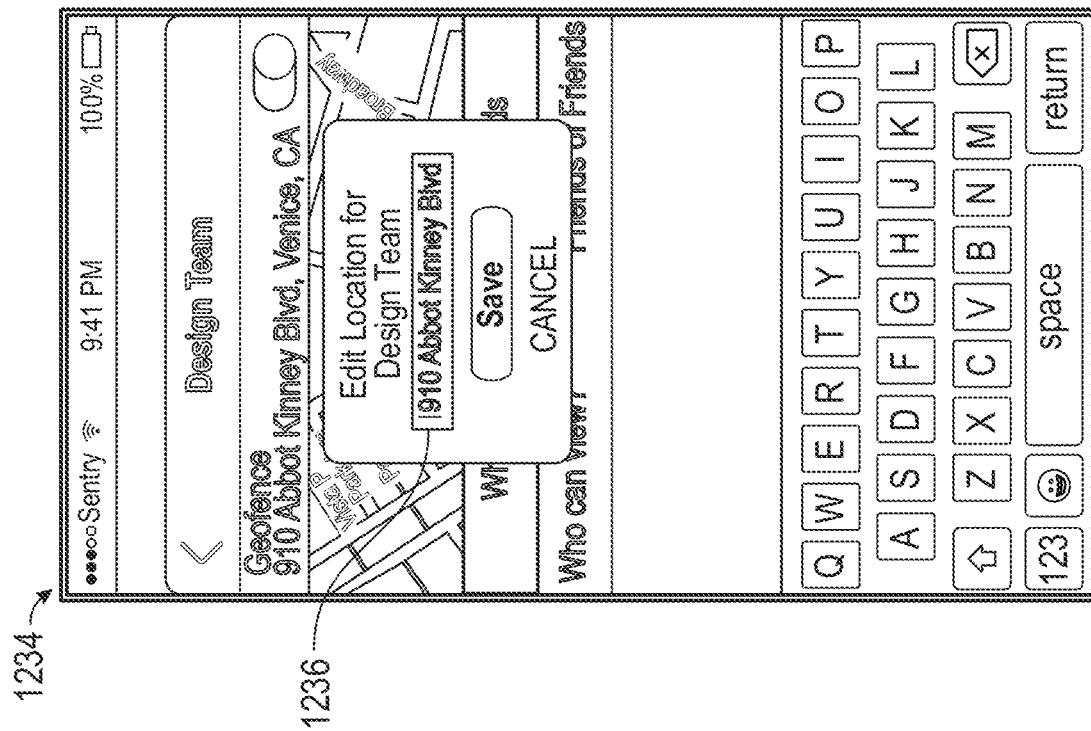 1234
1236
Sentry 9:41 PM 100%
Design Team
Geofence
910 Abbot Kinney Blvd, Venice, CA
Broadway
Edit Location for
Design Team
910 Abbot Kinney Blvd
Save
CANCEL
Who can view? Friends of Friends
Q W E R T Y U I O P
A S D F G H J K L
Z X C V B N M
123 space return